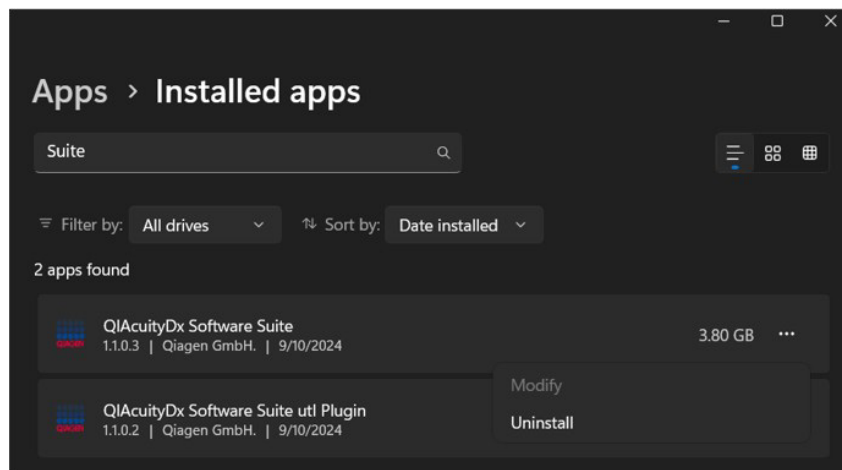 Apps > Installed apps
Suite
Filter by: All drives Sort by: Date installed
2 apps found
QIAcuityDx Software Suite
1.1.0.3 | Qiagen GmbH. | 9/10/2024
3.80 GB
Modify
Uninstall
QIAcuityDx Software Suite utl Plugin
1.1.0.2 | Qiagen GmbH. | 9/10/2024
QIAGEN
QIAGEN